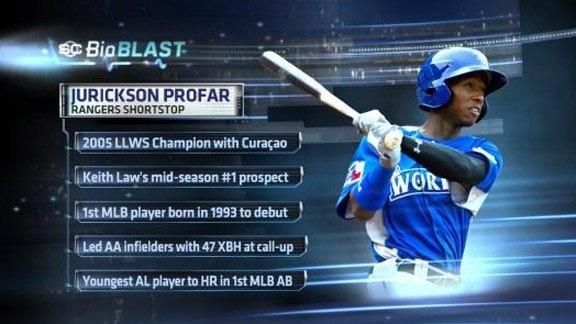 SC BioBLAST
JURICKSON PROFAR
RANGERS SHORTSTOP
2005 LLWS Champion with Curaçao
Keith Law's mid-season #1 prospect
1st MLB player born in 1993 to debut
Led AA infielders with 47 XBH at call-up
Youngest AL player to HR in 1st MLB AB
WORLD